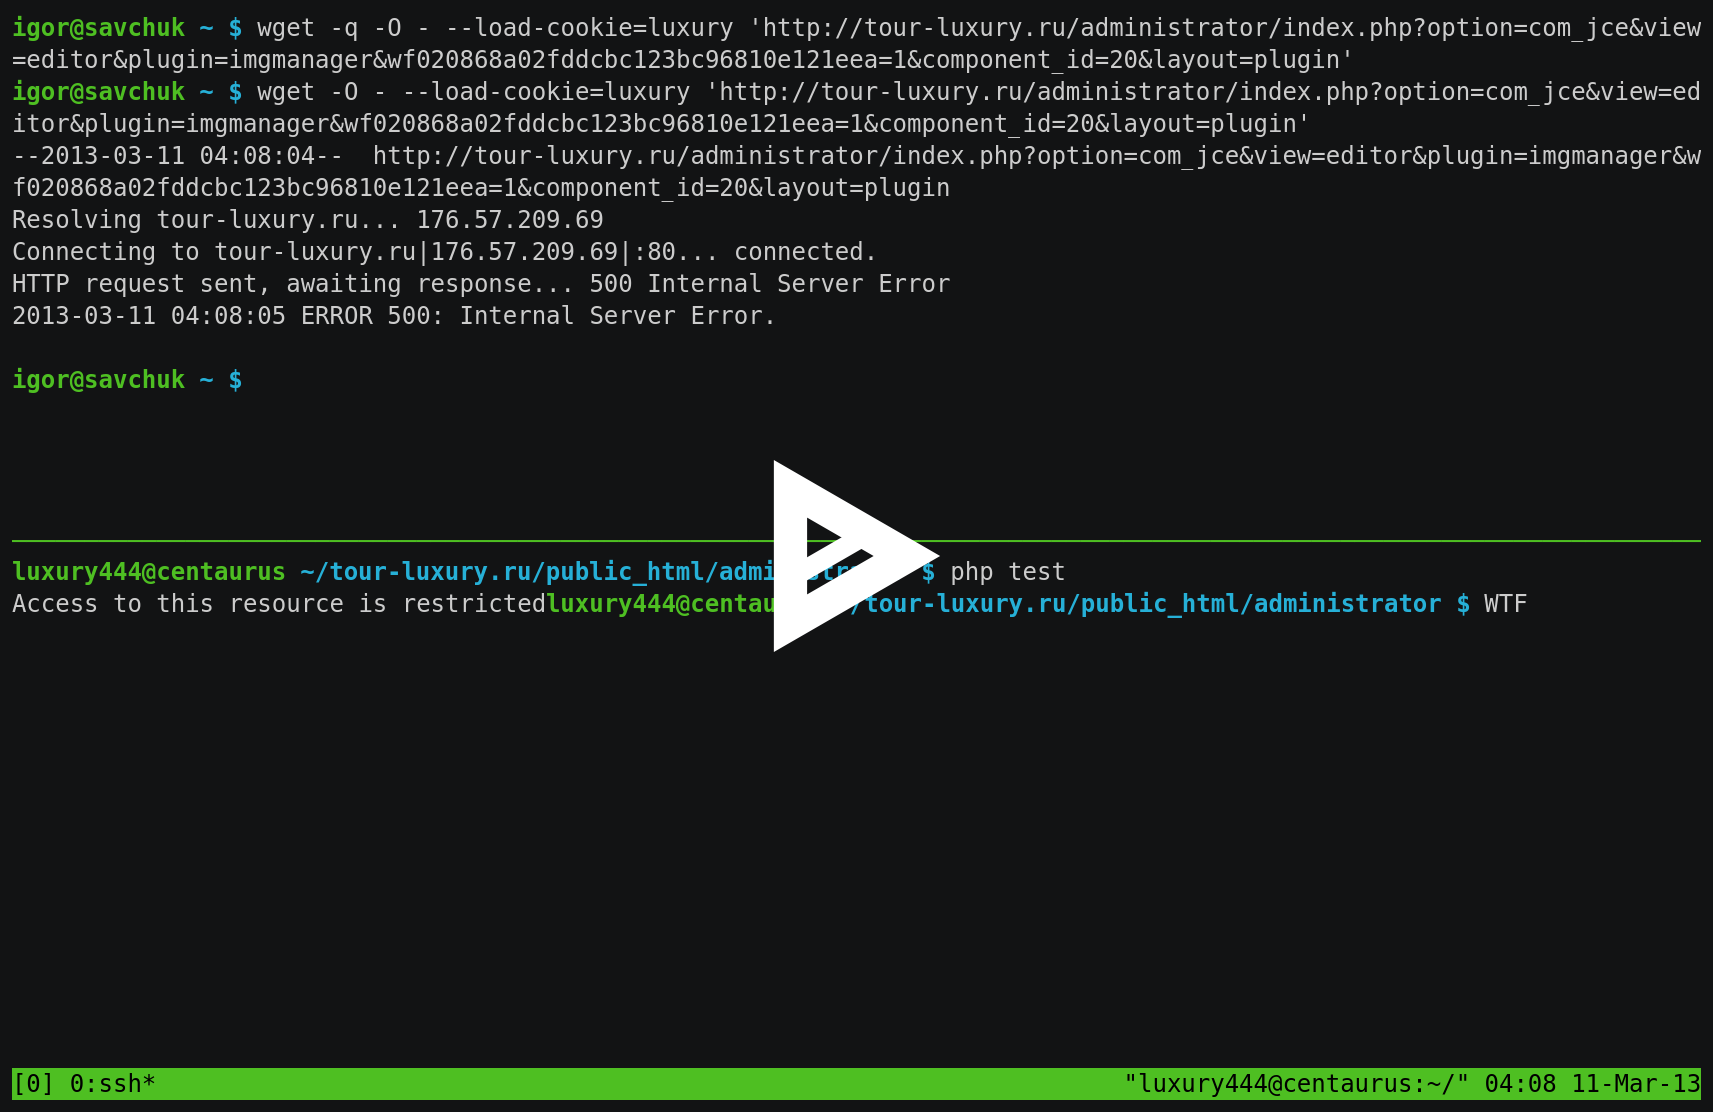 igor@savchuk ~ $ wget -q -O - --load-cookie=luxury 'http://tour-luxury.ru/administrator/index.php?option=com_jce&view
=editor&plugin=imgmanager&wf020868a02fddcbc123bc96810e121eea=1&component_id=20&layout=plugin'
igor@savchuk ~ $ wget -O - --load-cookie=luxury 'http://tour-luxury.ru/administrator/index.php?option=com_jce&view=ed
itor&plugin=imgmanager&wf020868a02fddcbc123bc96810e121eea=1&component_id=20&layout=plugin'
--2013-03-11 04:08:04--  http://tour-luxury.ru/administrator/index.php?option=com_jce&view=editor&plugin=imgmanager&w
f020868a02fddcbc123bc96810e121eea=1&component_id=20&layout=plugin
Resolving tour-luxury.ru... 176.57.209.69
Connecting to tour-luxury.ru|176.57.209.69|:80... connected.
HTTP request sent, awaiting response... 500 Internal Server Error
2013-03-11 04:08:05 ERROR 500: Internal Server Error.
igor@savchuk ~ $
luxury444@centaurus ~/tour-luxury.ru/public_html/administrator $ php test
Access to this resource is restrictedluxury444@centaurus ~/tour-luxury.ru/public_html/administrator $ WTF
[0] 0:ssh* "luxury444@centaurus:~/" 04:08 11-Mar-13